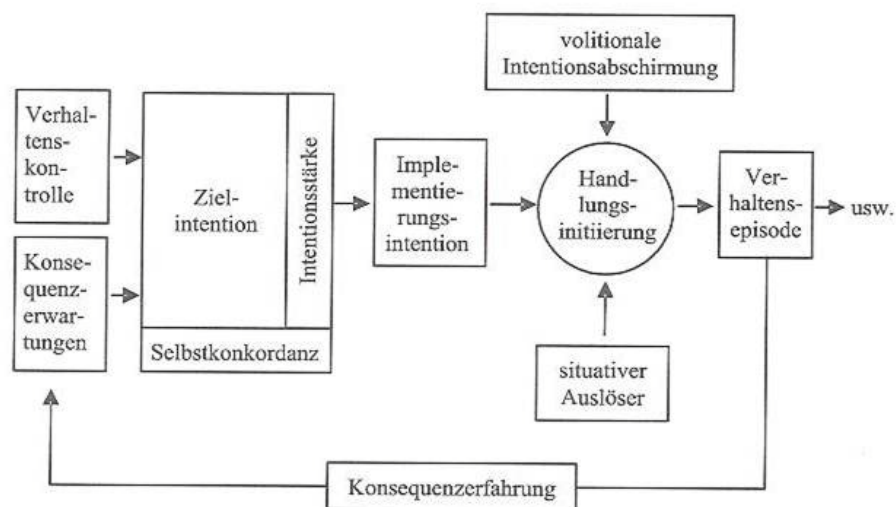 volitionale
Intentionsabschirmung
Verhal-
tens-
kon-
trolle
Ziel-
intention
Intentionsstärke
Imple-
mentie-
rungs-
intention
Hand-
lungs-
initiierung
Ver-
haltens-
episode
usw.
Konse-
quenz-
erwar-
tungen
Selbstkonkordanz
situativer
Auslöser
Konsequenzerfahrung